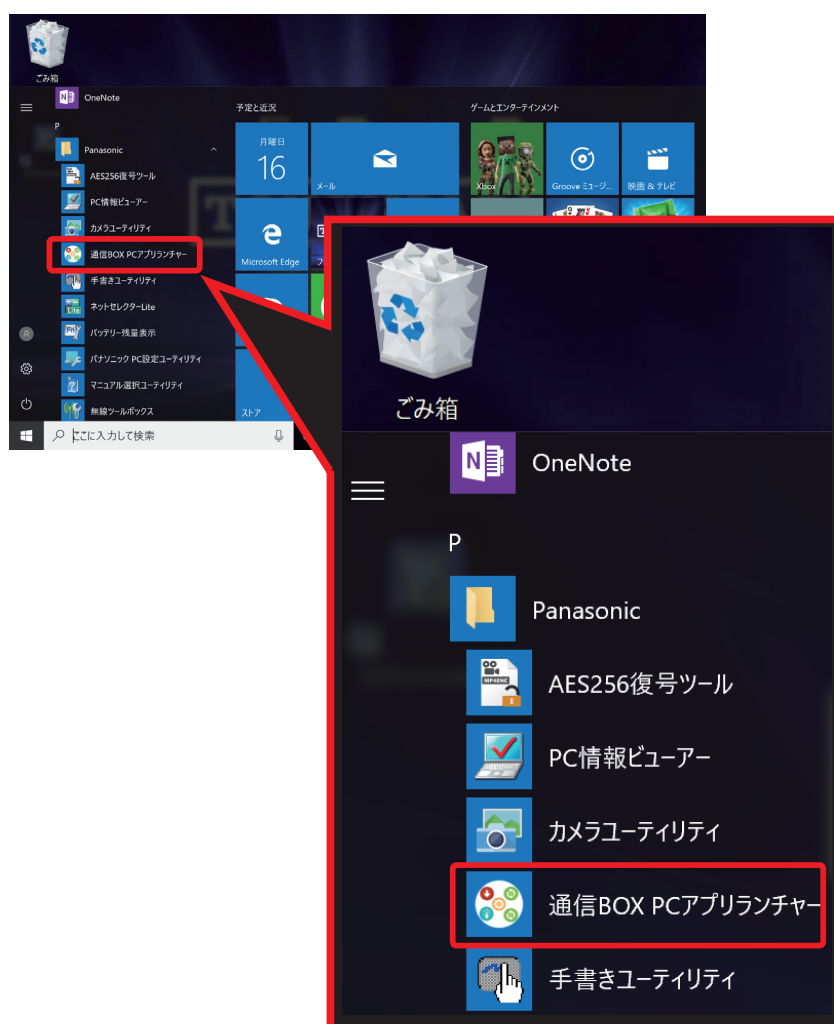 ごみ箱
OneNote
P
Panasonic
AES256復号ツール
PC情報ビューアー
カメラユーティリティ
通信BOX PCアプリランチャー
手書きユーティリティ
ネットセレクターLite
バッテリー残量表示
パナソニック PC設定ユーティリティ
マニュアル選択ユーティリティ
無線ツールボックス
ここに入力して検索
予定と近況
月曜日
16
メール
Microsoft Edge
ストア
ゲームとエンターテインメント
Xbox
Groove ミュージ...
映画 & テレビ
ごみ箱
OneNote
P
Panasonic
MP4ENC
AES256復号ツール
PC情報ビューアー
カメラユーティリティ
通信BOX PCアプリランチャー
手書きユーティリティ